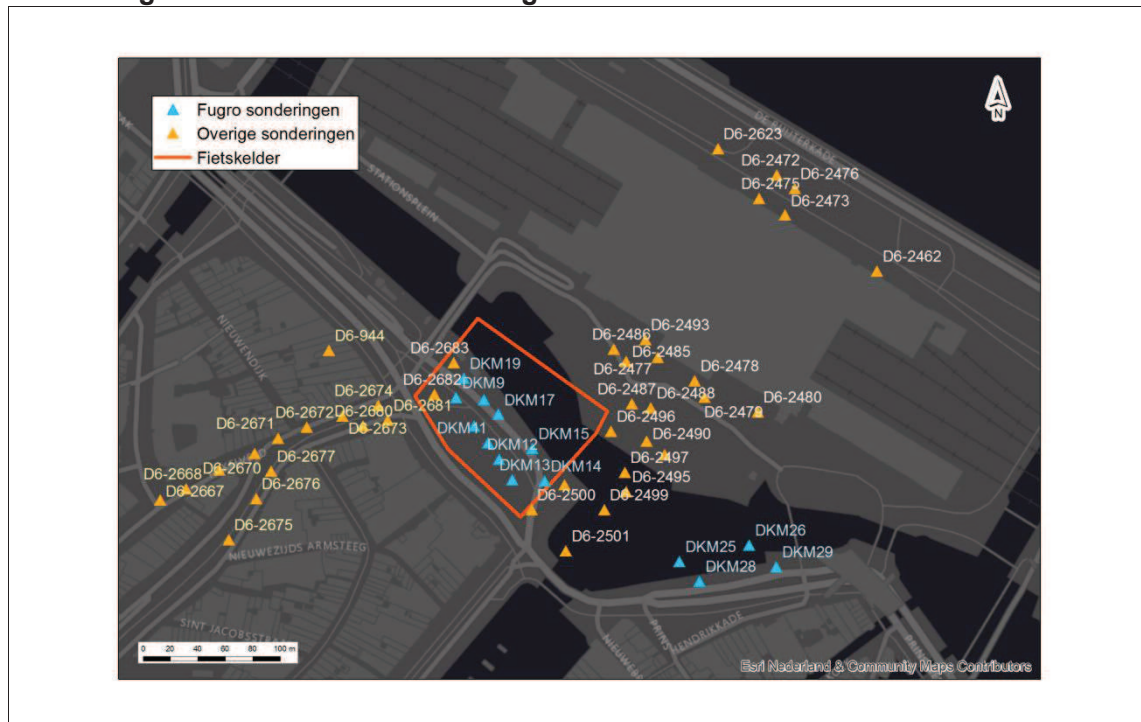 Fugro sonderingen
Overige sonderingen
Fietskelder
N
DE RUIJTERKADE
STATIONSPLEIN
D6-2623
D6-2472
D6-2476
D6-2475
D6-2473
D6-2462
D6-2493
D6-2486
D6-2485
D6-2477
D6-2478
D6-944
D6-2683
DKM19
NIEUWENDIJK
D6-2682
DKM9
D6-2487
D6-2488
D6-2480
D6-2479
D6-2674
D6-2681
DKM17
D6-2672
D6-2680
D6-2496
D6-2671
D6-2673
DKM11
DKM15
D6-2490
DKM12
D6-2677
D6-2497
D6-2668
D6-2670
DKM13
DKM14
D6-2676
D6-2495
D6-2667
D6-2500
D6-2499
D6-2675
D6-2501
DKM26
DKM25
DKM29
NIEUWEZIJDS ARMSTEEG
DKM28
PRINS HENDRIKKADE
0 20 40 60 80 100 m
Esri Nederland & Community Maps Contributors